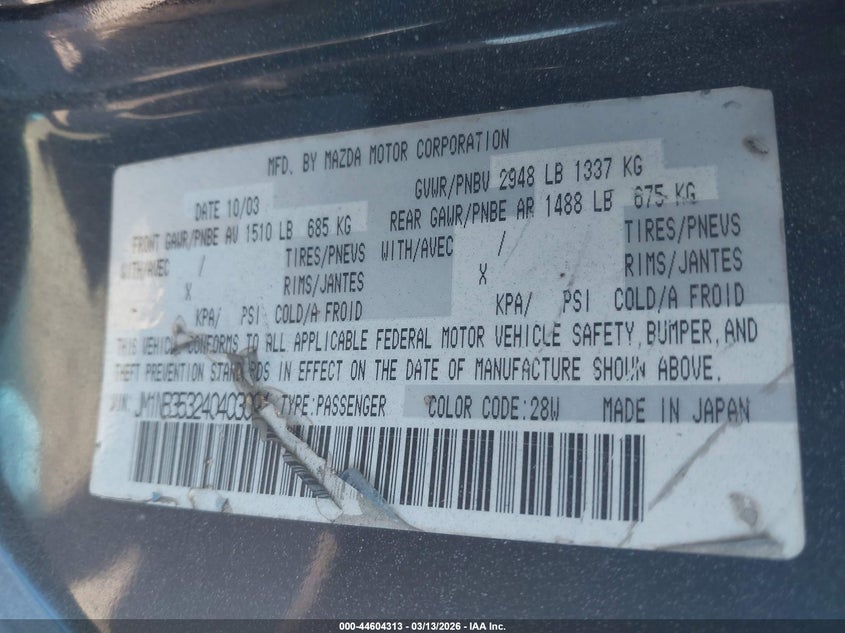 MFD. BY MAZDA MOTOR CORPORATION
DATE 10/03 GVWR/PNBV 2948 LB 1337 KG
FRONT GAWR/PNBE AV 1510 LB 685 KG REAR GAWR/PNBE AR 1488 LB 675 KG
WITH/AVEC / TIRES/PNEUS WITH/AVEC / TIRES/PNEUS
X RIMS/JANTES X RIMS/JANTES
KPA/ PSI COLD/A FROID KPA/ PSI COLD/A FROID
THIS VEHICLE CONFORMS TO ALL APPLICABLE FEDERAL MOTOR VEHICLE SAFETY, BUMPER, AND
THEFT PREVENTION STANDARDS IN EFFECT ON THE DATE OF MANUFACTURE SHOWN ABOVE.
VIN: TYPE:PASSENGER COLOR CODE:28W MADE IN JAPAN
000-44604313 - 03/13/2026 - IAA Inc.